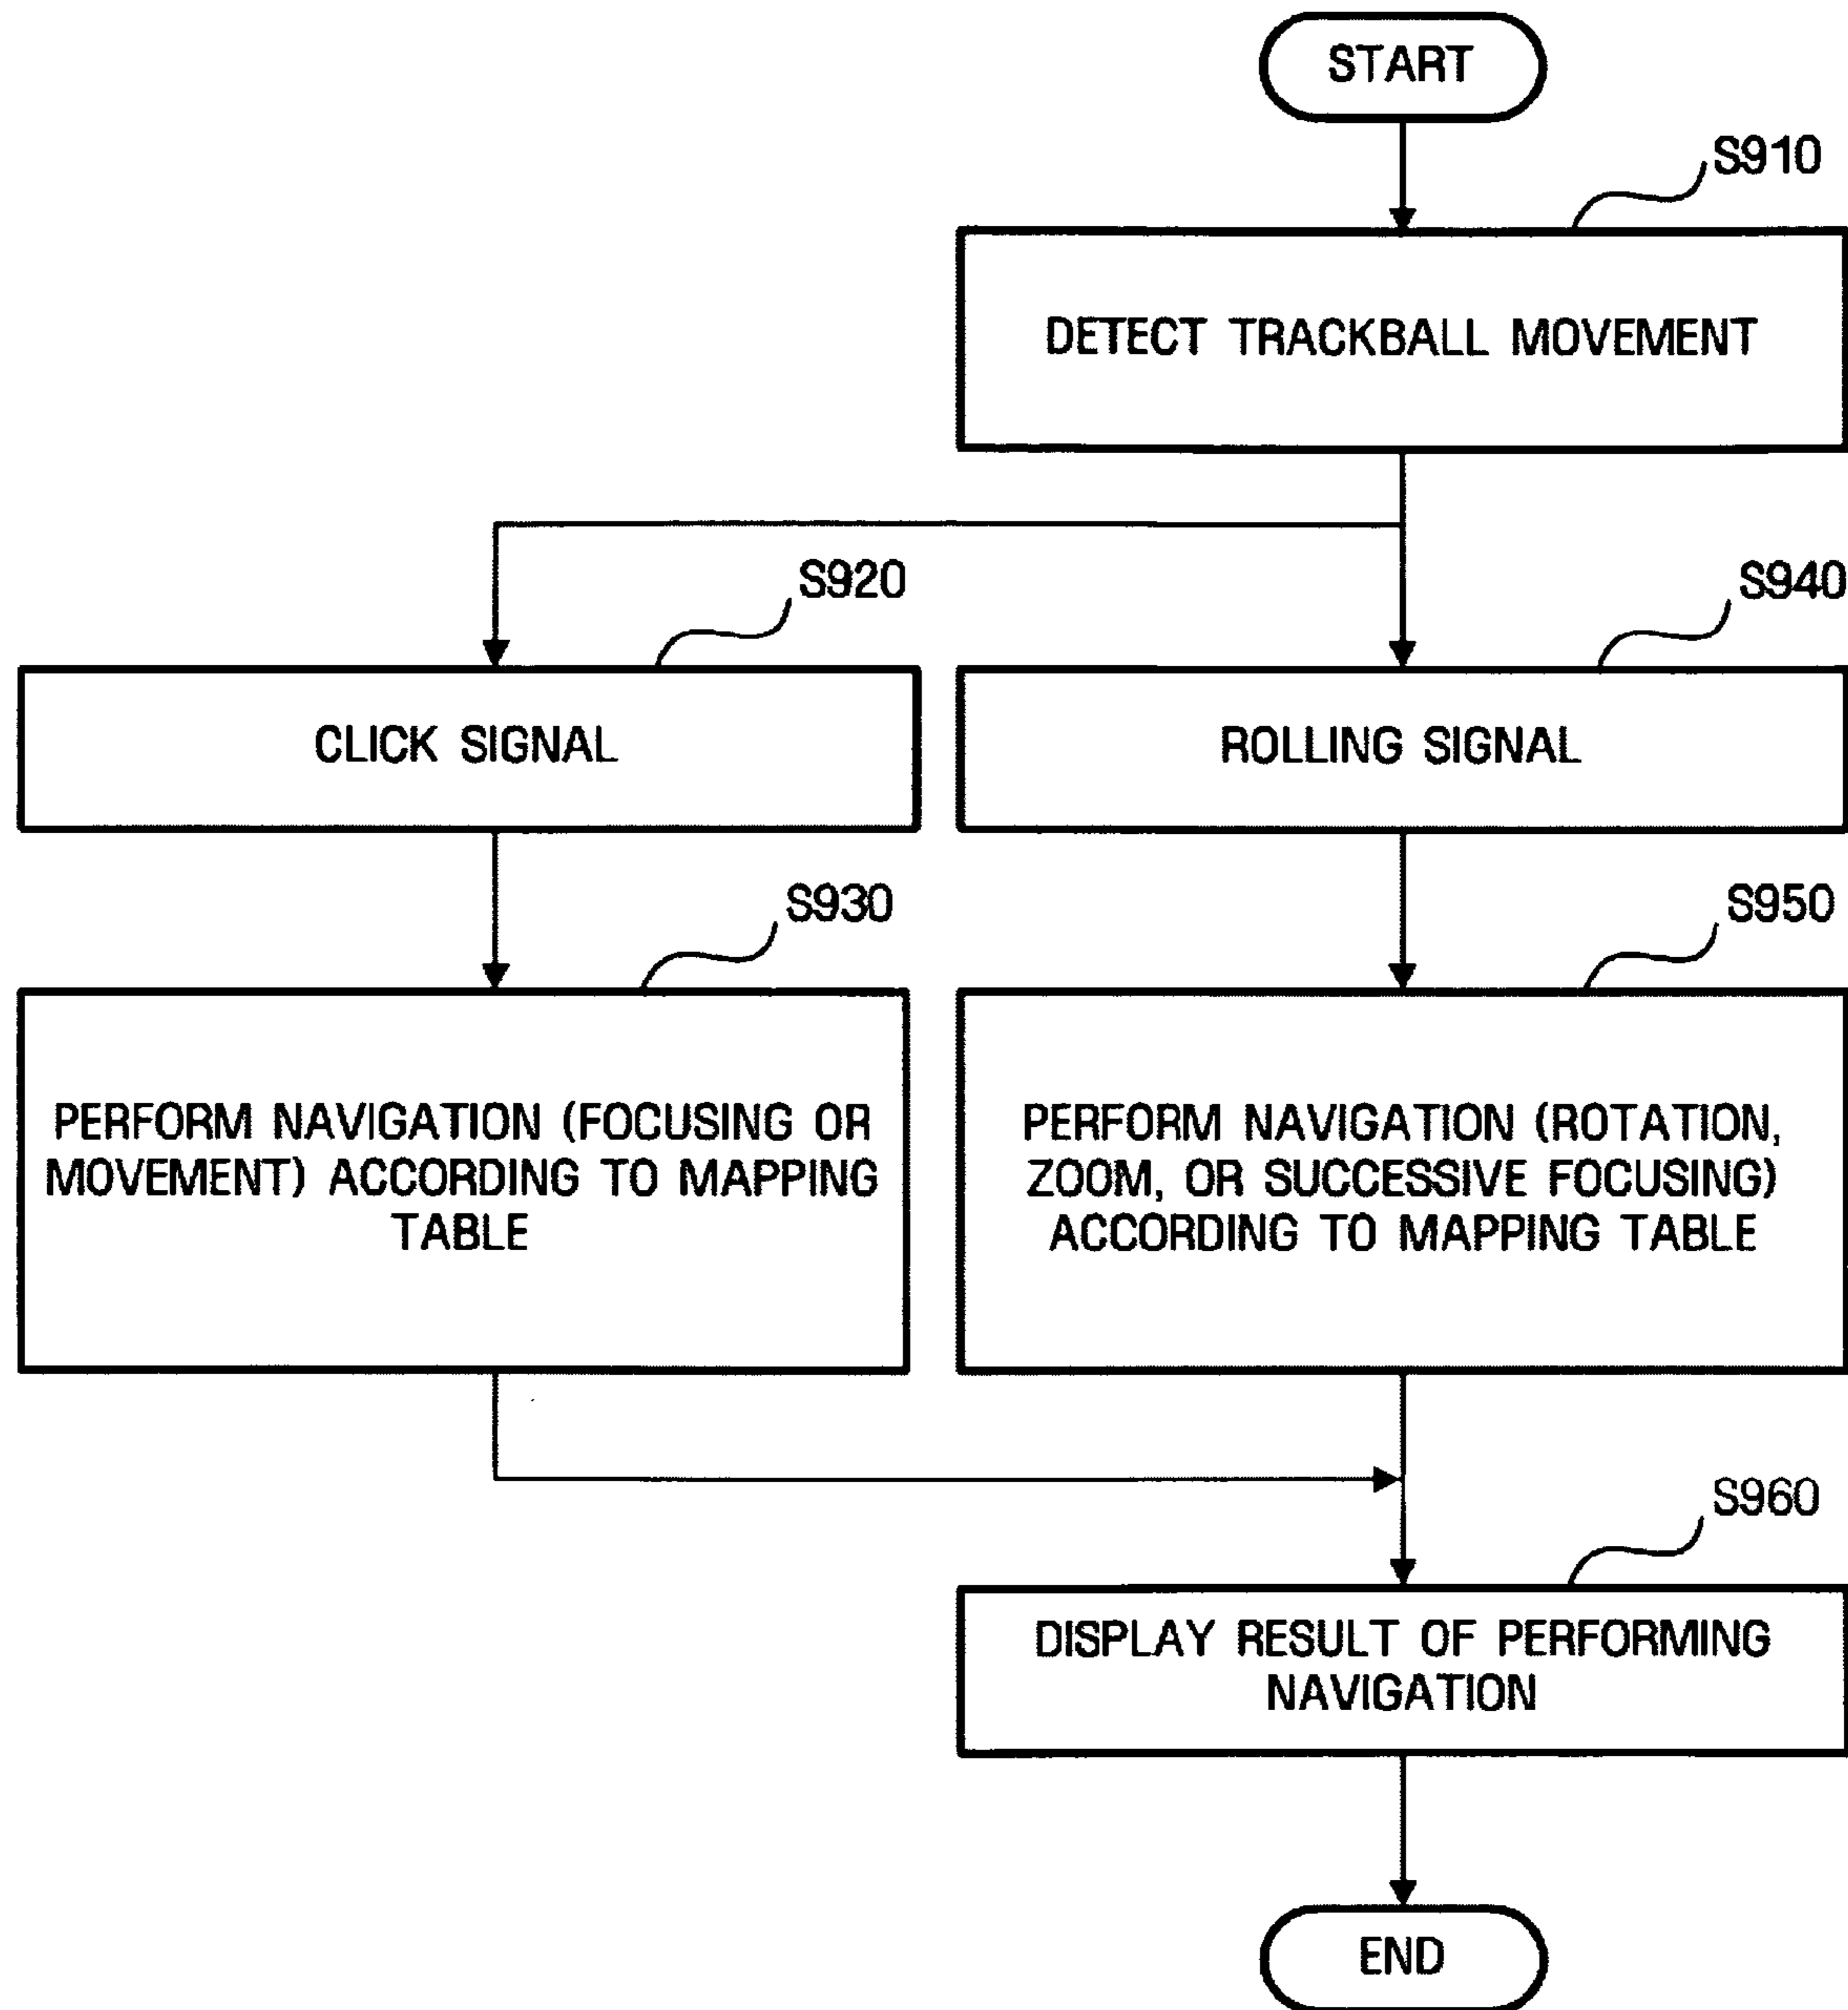 START
S910
DETECT TRACKBALL MOVEMENT
S920
CLICK SIGNAL
S940
ROLLING SIGNAL
S930
PERFORM NAVIGATION (FOCUSING OR
MOVEMENT) ACCORDING TO MAPPING
TABLE
S950
PERFORM NAVIGATION (ROTATION,
ZOOM, OR SUCCESSIVE FOCUSING)
ACCORDING TO MAPPING TABLE
S960
DISPLAY RESULT OF PERFORMING
NAVIGATION
END